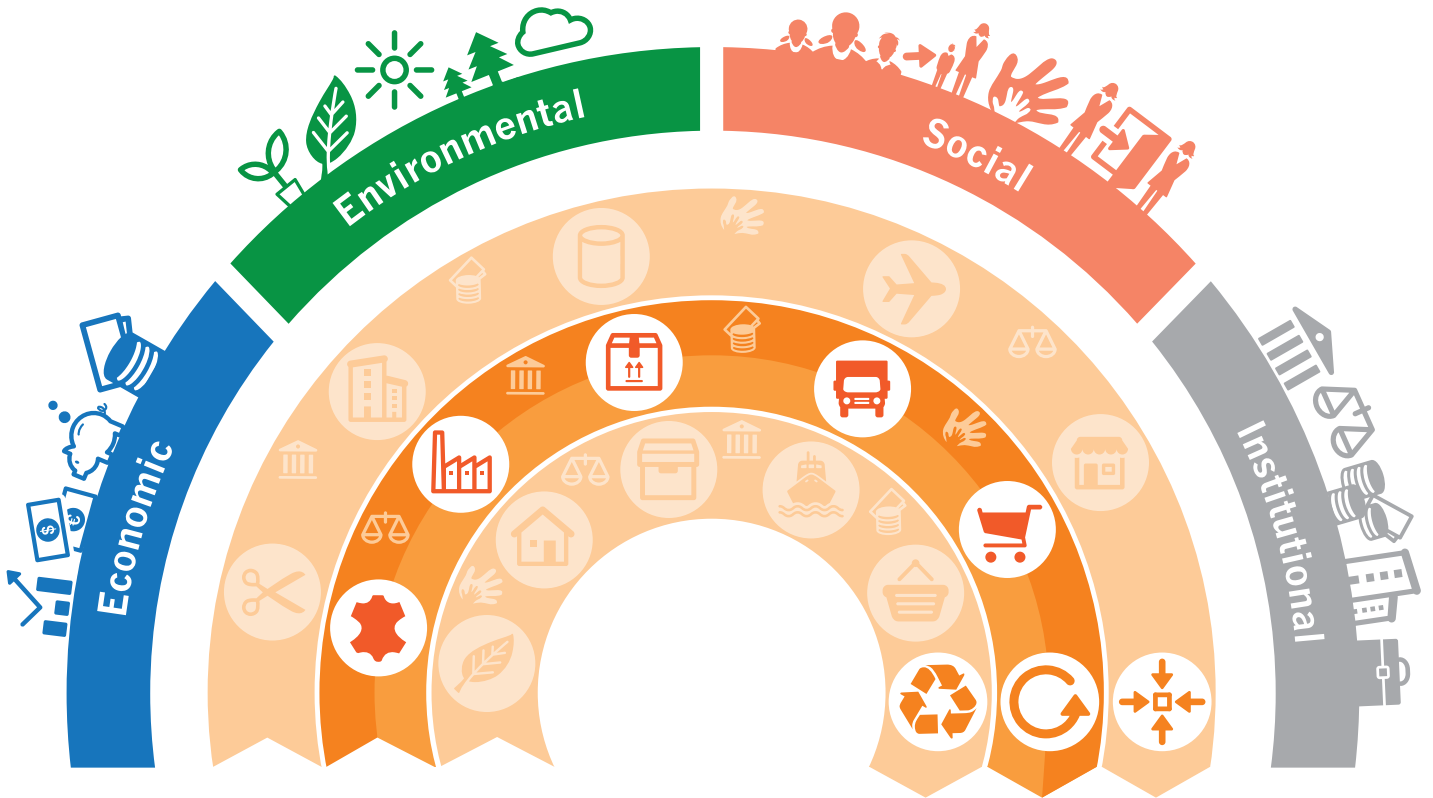 Economic
Environmental
Social
Institutional
$
€